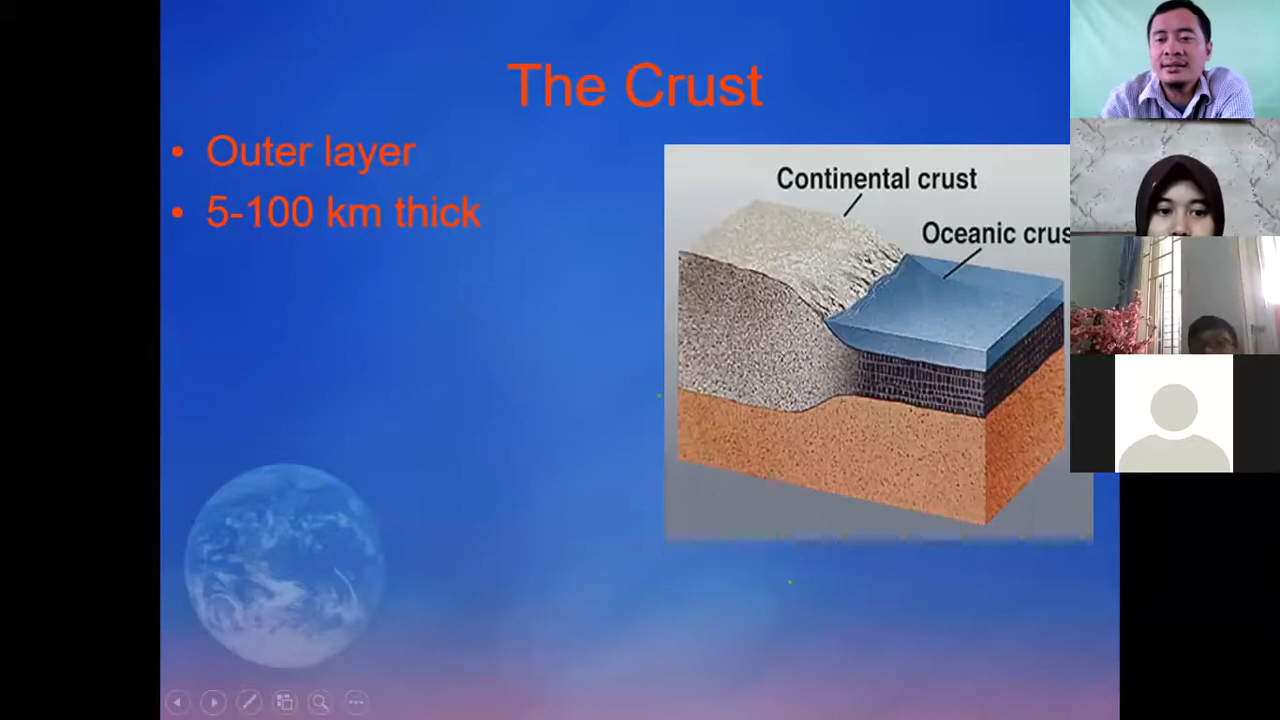 The Crust
• Outer layer
• 5-100 km thick
Continental crust
Oceanic crus